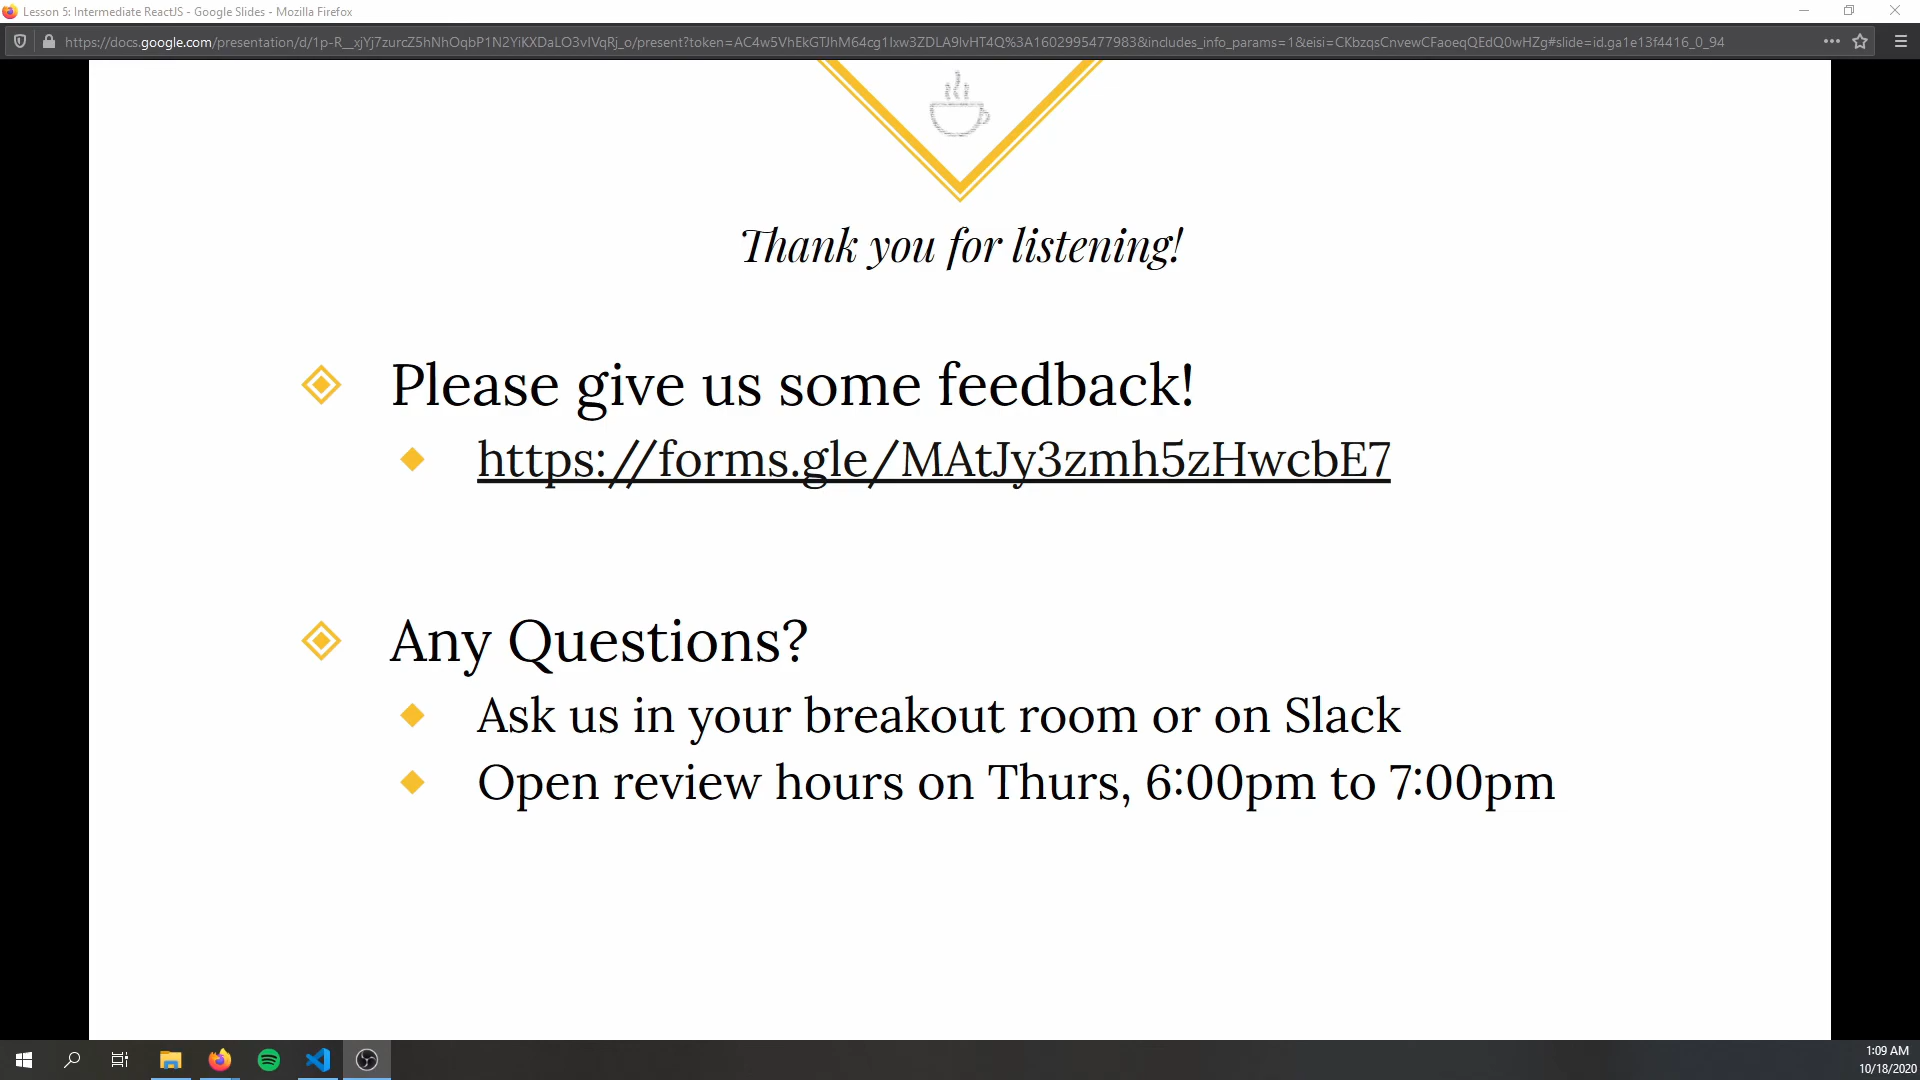 Lesson 5: Intermediate ReactJS - Google Slides - Mozilla Firefox
https://docs.google.com/presentation/d/1p-R__xjYj7zurcZ5hNhOqbP1N2YiKXDaLO3vIVqRj_o/present?token=AC4w5VhEkGTJhM64cg1Ixw3ZDLA9lvHT4Q%3A1602995477983&includes_info_params=1&eisi=CKbzqsCnvewCFaoeqQEdQ0wHZg#slide=id.ga1e13f4416_0_94
Thank you for listening!
Please give us some feedback!
https://forms.gle/MAtJy3zmh5zHwcbE7
Any Questions?
Ask us in your breakout room or on Slack
Open review hours on Thurs, 6:00pm to 7:00pm
1:09 AM
10/18/2020